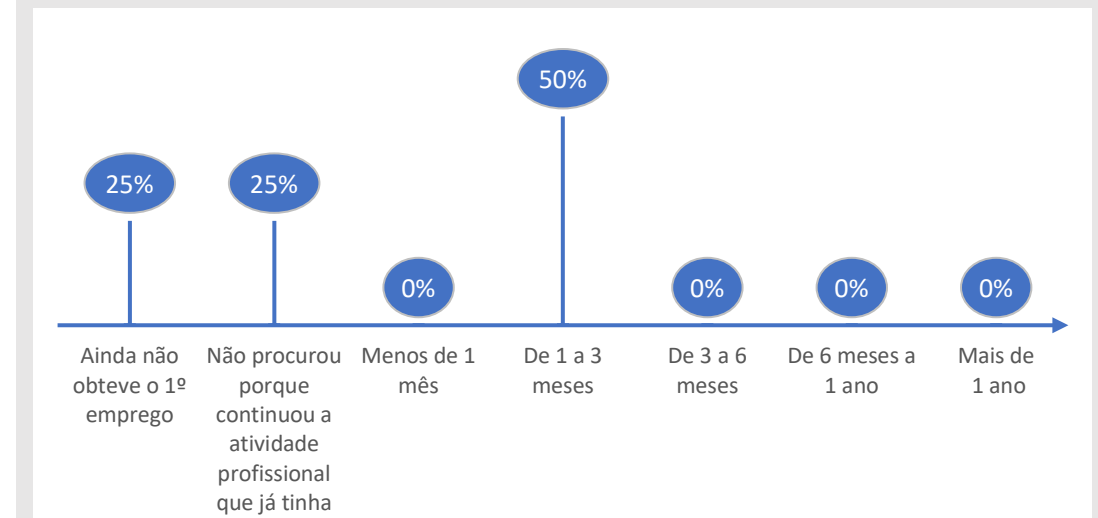 50%
25%
25%
0%
0%
0%
0%
Ainda não
obteve o 1º
emprego
Não procurou
porque
continuou a
atividade
profissional
que já tinha
Menos de 1
mês
De 1 a 3
meses
De 3 a 6
meses
De 6 meses a
1 ano
Mais de
1 ano